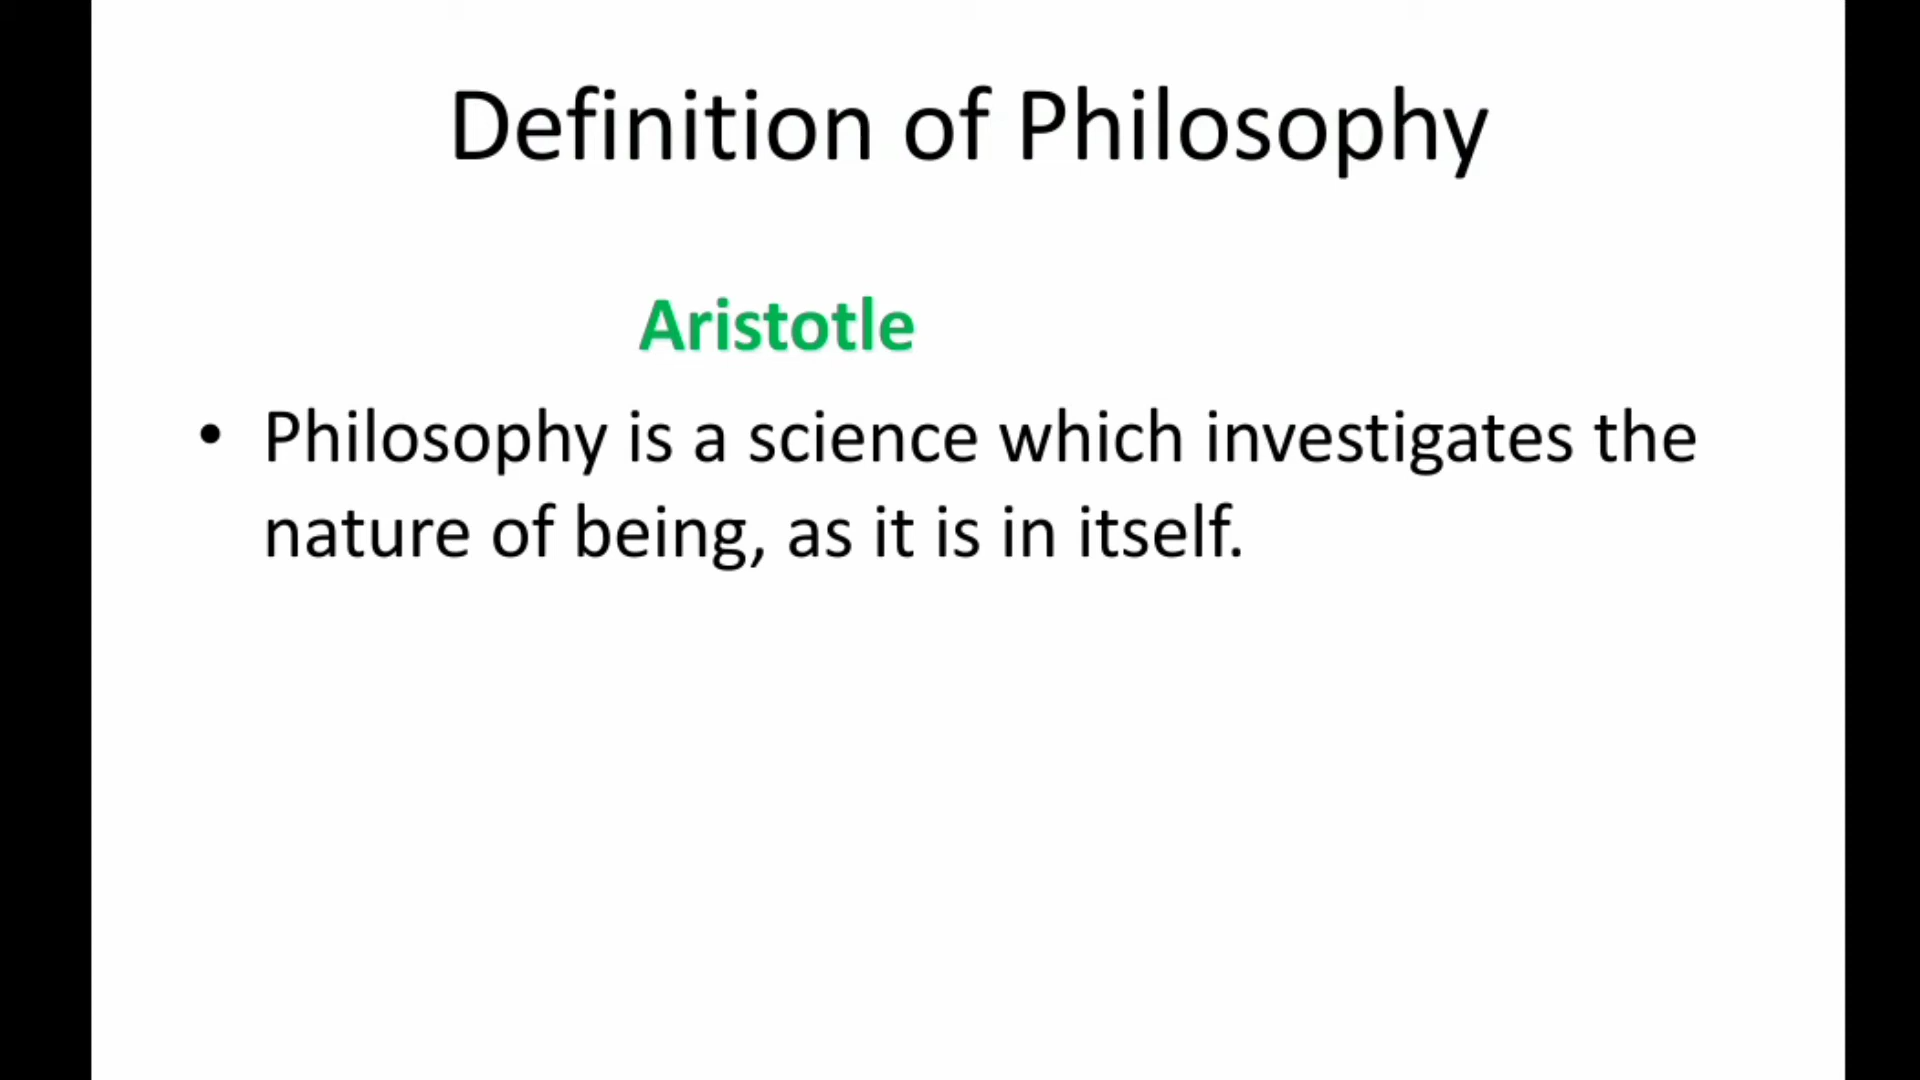 Definition of Philosophy
Aristotle
• Philosophy is a science which investigates the
nature of being, as it is in itself.